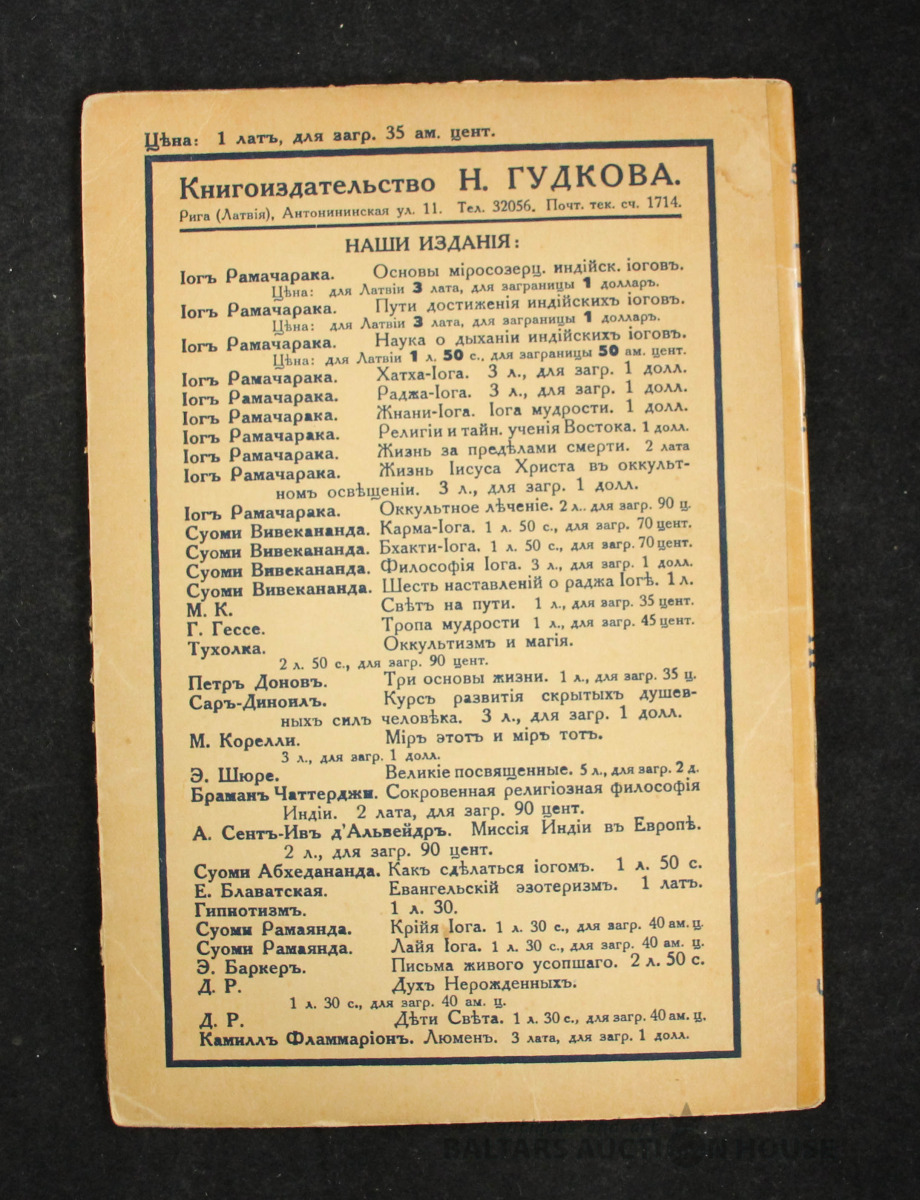 Цѣна: 1 латъ, для загр. 35 ам. цент.
Книгоиздательство Н. ГУДКОВА.
Рига (Латвія), Антонининская ул. 11. Тел. 32056. Почт. тек. сч. 1714.
НАШИ ИЗДАНІЯ:
Іогъ Рамачарака. Основы міросозерц. индійск. іоговъ.
Цѣна: для Латвіи 3 лата, для заграницы 1 долларъ.
Іогъ Рамачарака. Пути достиженія индійскихъ іоговъ.
Цѣна: для Латвіи 3 лата, для заграницы 1 доларъ.
Іогъ Рамачарака. Наука о дыханіи индійскихъ іоговъ.
Цѣна: для Латвіи 1 л. 50 с., для заграницы 50 ам. цент.
Іогъ Рамачарака. Хатха-Іога. 3 л., для загр. 1 долл.
Іогъ Рамачарака. Раджа-Іога. 3 л., для загр. 1 долл.
Іогъ Рамачарака. Жнани-Іога. Іога мудрости. 1 долл.
Іогъ Рамачарака. Религіи и тайн. ученія Востока. 1 долл.
Іогъ Рамачарака. Жизнь за предѣлами смерти. 2 лата
Іогъ Рамачарака. Жизнь Іисуса Христа въ оккульт-
номъ освѣщеніи. 3 л., для загр. 1 долл.
Іогъ Рамачарака. Оккультное лѣченіе. 2 л.. для загр. 90 ц.
Суоми Вивекананда. Карма-Іога. 1 л. 50 с., для загр. 70 цент.
Суоми Вивекананда. Бхакти-Іога. 1 л. 50 с., для загр. 70 цент.
Суоми Вивекананда. Философія Іога. 3 л., для загр. 1 долл.
Суоми Вивекананда. Шесть наставленій о раджа Іогѣ. 1 л.
М. К. Свѣтъ на пути. 1 л., для загр. 35 цент.
Г. Гессе. Тропа мудрости 1 л., для загр. 45 цент.
Тухолка. Оккультизмъ и магія.
2 л. 50 с., для загр. 90 цент.
Петръ Доновъ. Три основы жизни. 1 л., для загр. 35 ц.
Саръ-Диноилъ. Курсъ развитія скрытыхъ душев-
ныхъ силъ человѣка. 3 л., для загр. 1 долл.
М. Корелли. Міръ этотъ и міръ тотъ.
3 л., для загр. 1 долл.
Э. Шюре. Великіе посвященные. 5 л., для загр. 2 д.
Браманъ Чаттерджи. Сокровенная религіозная философія
Индіи. 2 лата, для загр. 90 цент.
А. Сентъ-Ивъ д'Альвейдръ. Миссія Индіи въ Европѣ.
2 л., для загр. 90 цент.
Суоми Абхедананда. Какъ сдѣлаться іогомъ. 1 л. 50 с.
Е. Блаватская. Евангельскій эзотеризмъ. 1 латъ.
Гипнотизмъ. 1 л. 30.
Суоми Рамаянда. Крійя Іога. 1 л. 30 с., для загр. 40 ам. ц.
Суоми Рамаянда. Лайя Іога. 1 л. 30 с., для загр. 40 ам. ц.
Э. Баркеръ. Письма живого усопшаго. 2 л. 50 с.
Д. Р. Духъ Нерожденныхъ.
1 л. 30 с., для загр. 40 ам. ц.
Д. Р. Дѣти Свѣта. 1 л. 30 с., для загр. 40 ам. ц.
Камиллъ Фламмаріонъ. Люменъ. 3 лата, для загр. 1 долл.
BALTARS AUCTION HOUSE